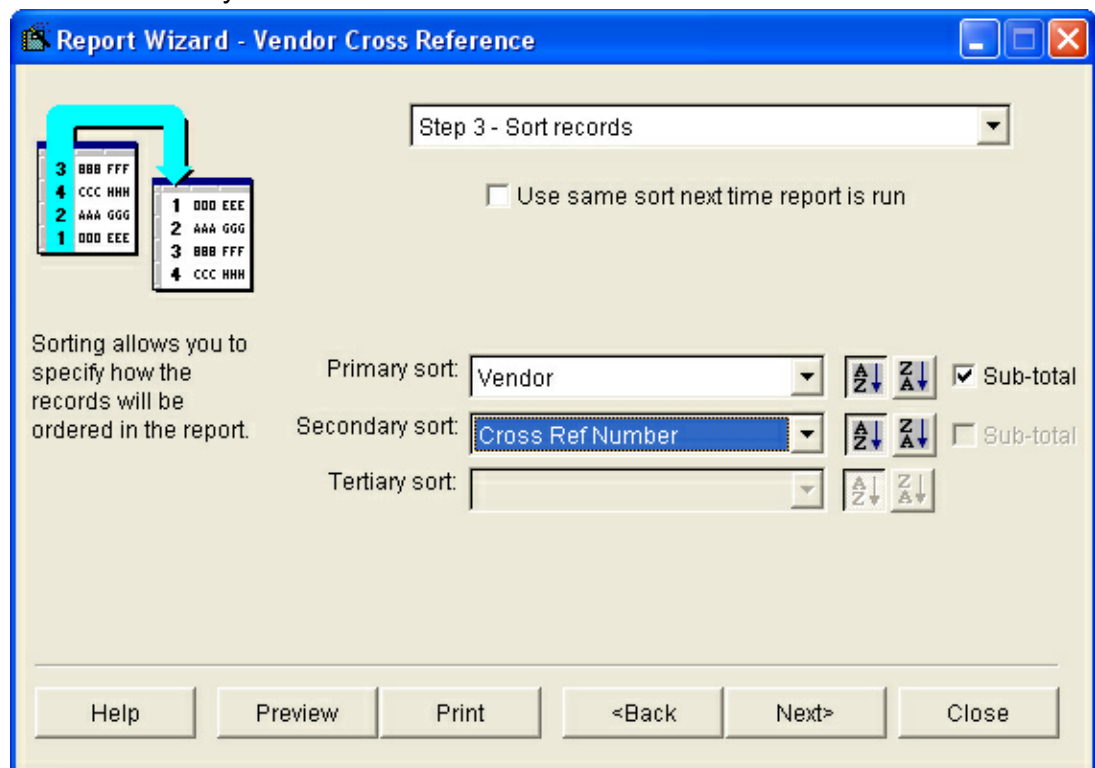 Report Wizard - Vendor Cross Reference
Step 3 - Sort records
Use same sort next time report is run
3 BBB FFF
4 CCC HHH
2 AAA GGG
1 DDD EEE
1 DDD EEE
2 AAA GGG
3 BBB FFF
4 CCC HHH
Sorting allows you to
specify how the
records will be
ordered in the report.
Primary sort: Vendor A Z Z A Sub-total
Secondary sort: Cross Ref Number A Z Z A Sub-total
Tertiary sort: A Z Z A
Help Preview Print <Back Next> Close